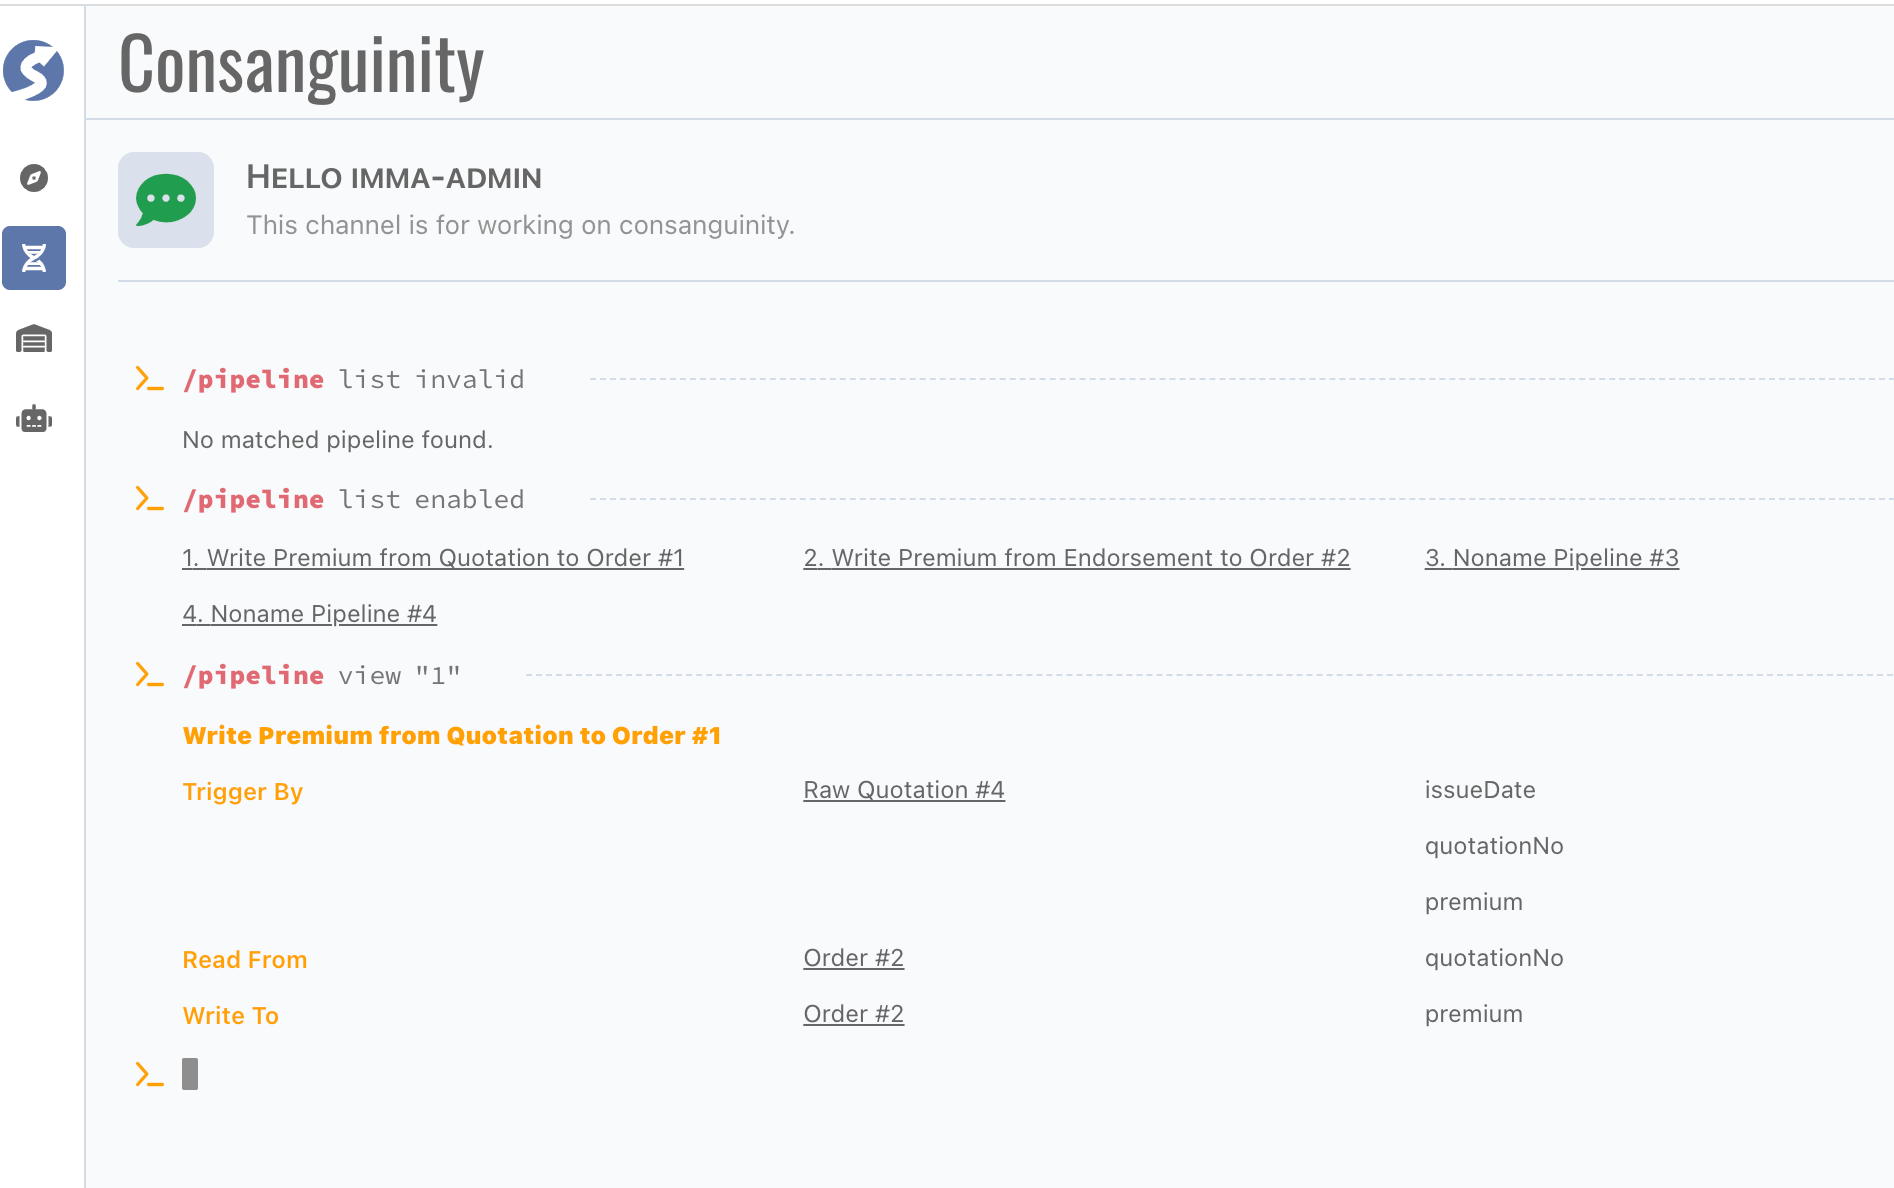 Consanguinity
HELLO IMMA-ADMIN
This channel is for working on consanguinity.
/pipeline list invalid
No matched pipeline found.
/pipeline list enabled
1. Write Premium from Quotation to Order #1 2. Write Premium from Endorsement to Order #2 3. Noname Pipeline #3
4. Noname Pipeline #4
/pipeline view "1"
Write Premium from Quotation to Order #1
Trigger By Raw Quotation #4 issueDate
quotationNo
premium
Read From Order #2 quotationNo
Write To Order #2 premium